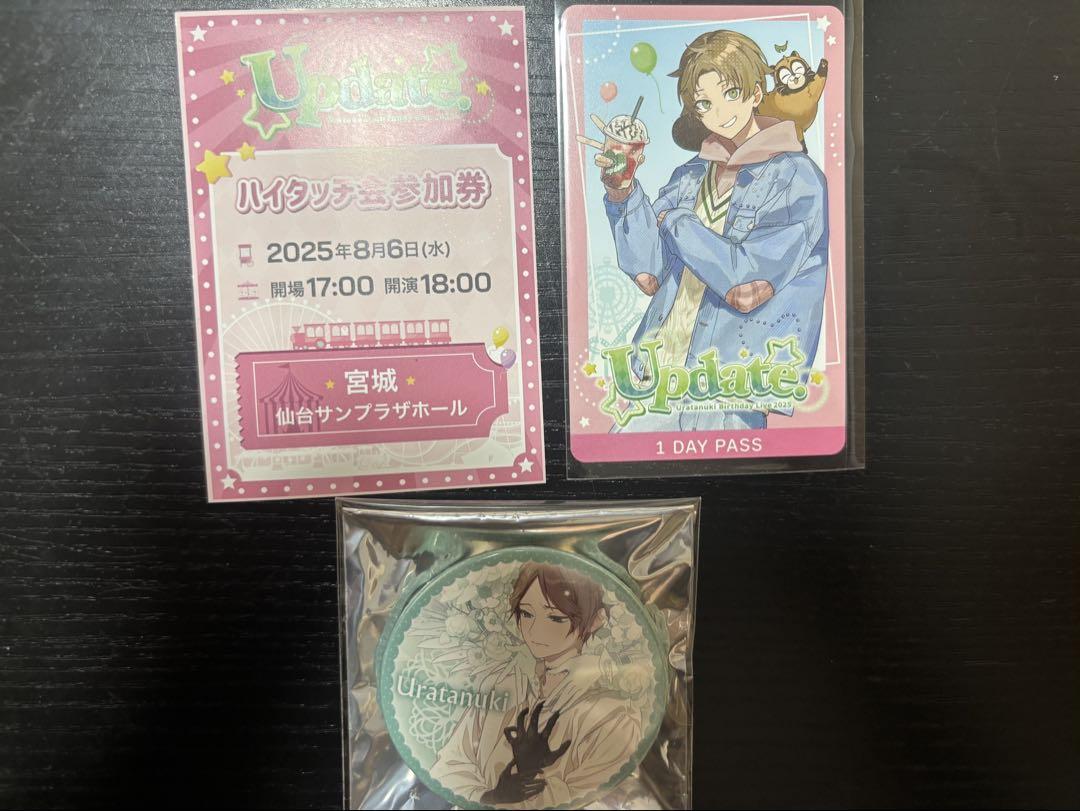 Update.
ハイタッチ会参加券
2025年8月6日(水)
開場17:00 開演18:00
宮城
仙台サンプラザホール
Update.
Uratanuki Birthday Live 2025
1 DAY PASS
Uratanuki